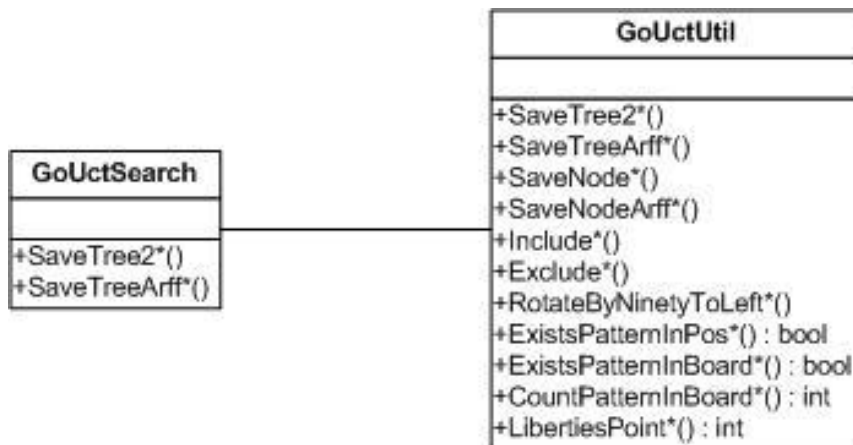 GoUctSearch
+SaveTree2*()
+SaveTreeArff*()
GoUctUtil
+SaveTree2*()
+SaveTreeArff*()
+SaveNode*()
+SaveNodeArff*()
+Include*()
+Exclude*()
+RotateByNinetyToLeft*()
+ExistsPatternInPos*() : bool
+ExistsPatternInBoard*() : bool
+CountPatternInBoard*() : int
+LibertiesPoint*() : int